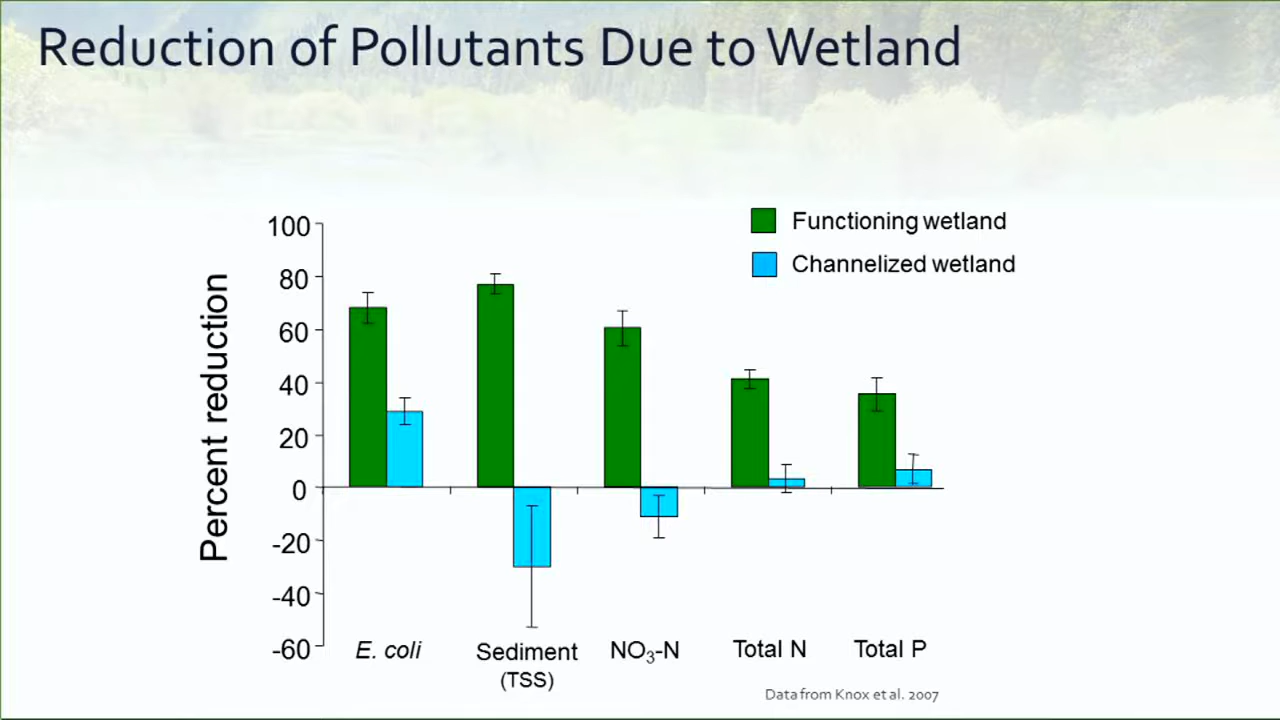 Reduction of Pollutants Due to Wetland
Functioning wetland
Channelized wetland
Percent reduction
100
80
60
40
20
0
-20
-40
-60
E. coli
Sediment
(TSS)
NO₃-N
Total N
Total P
Data from Knox et al. 2007